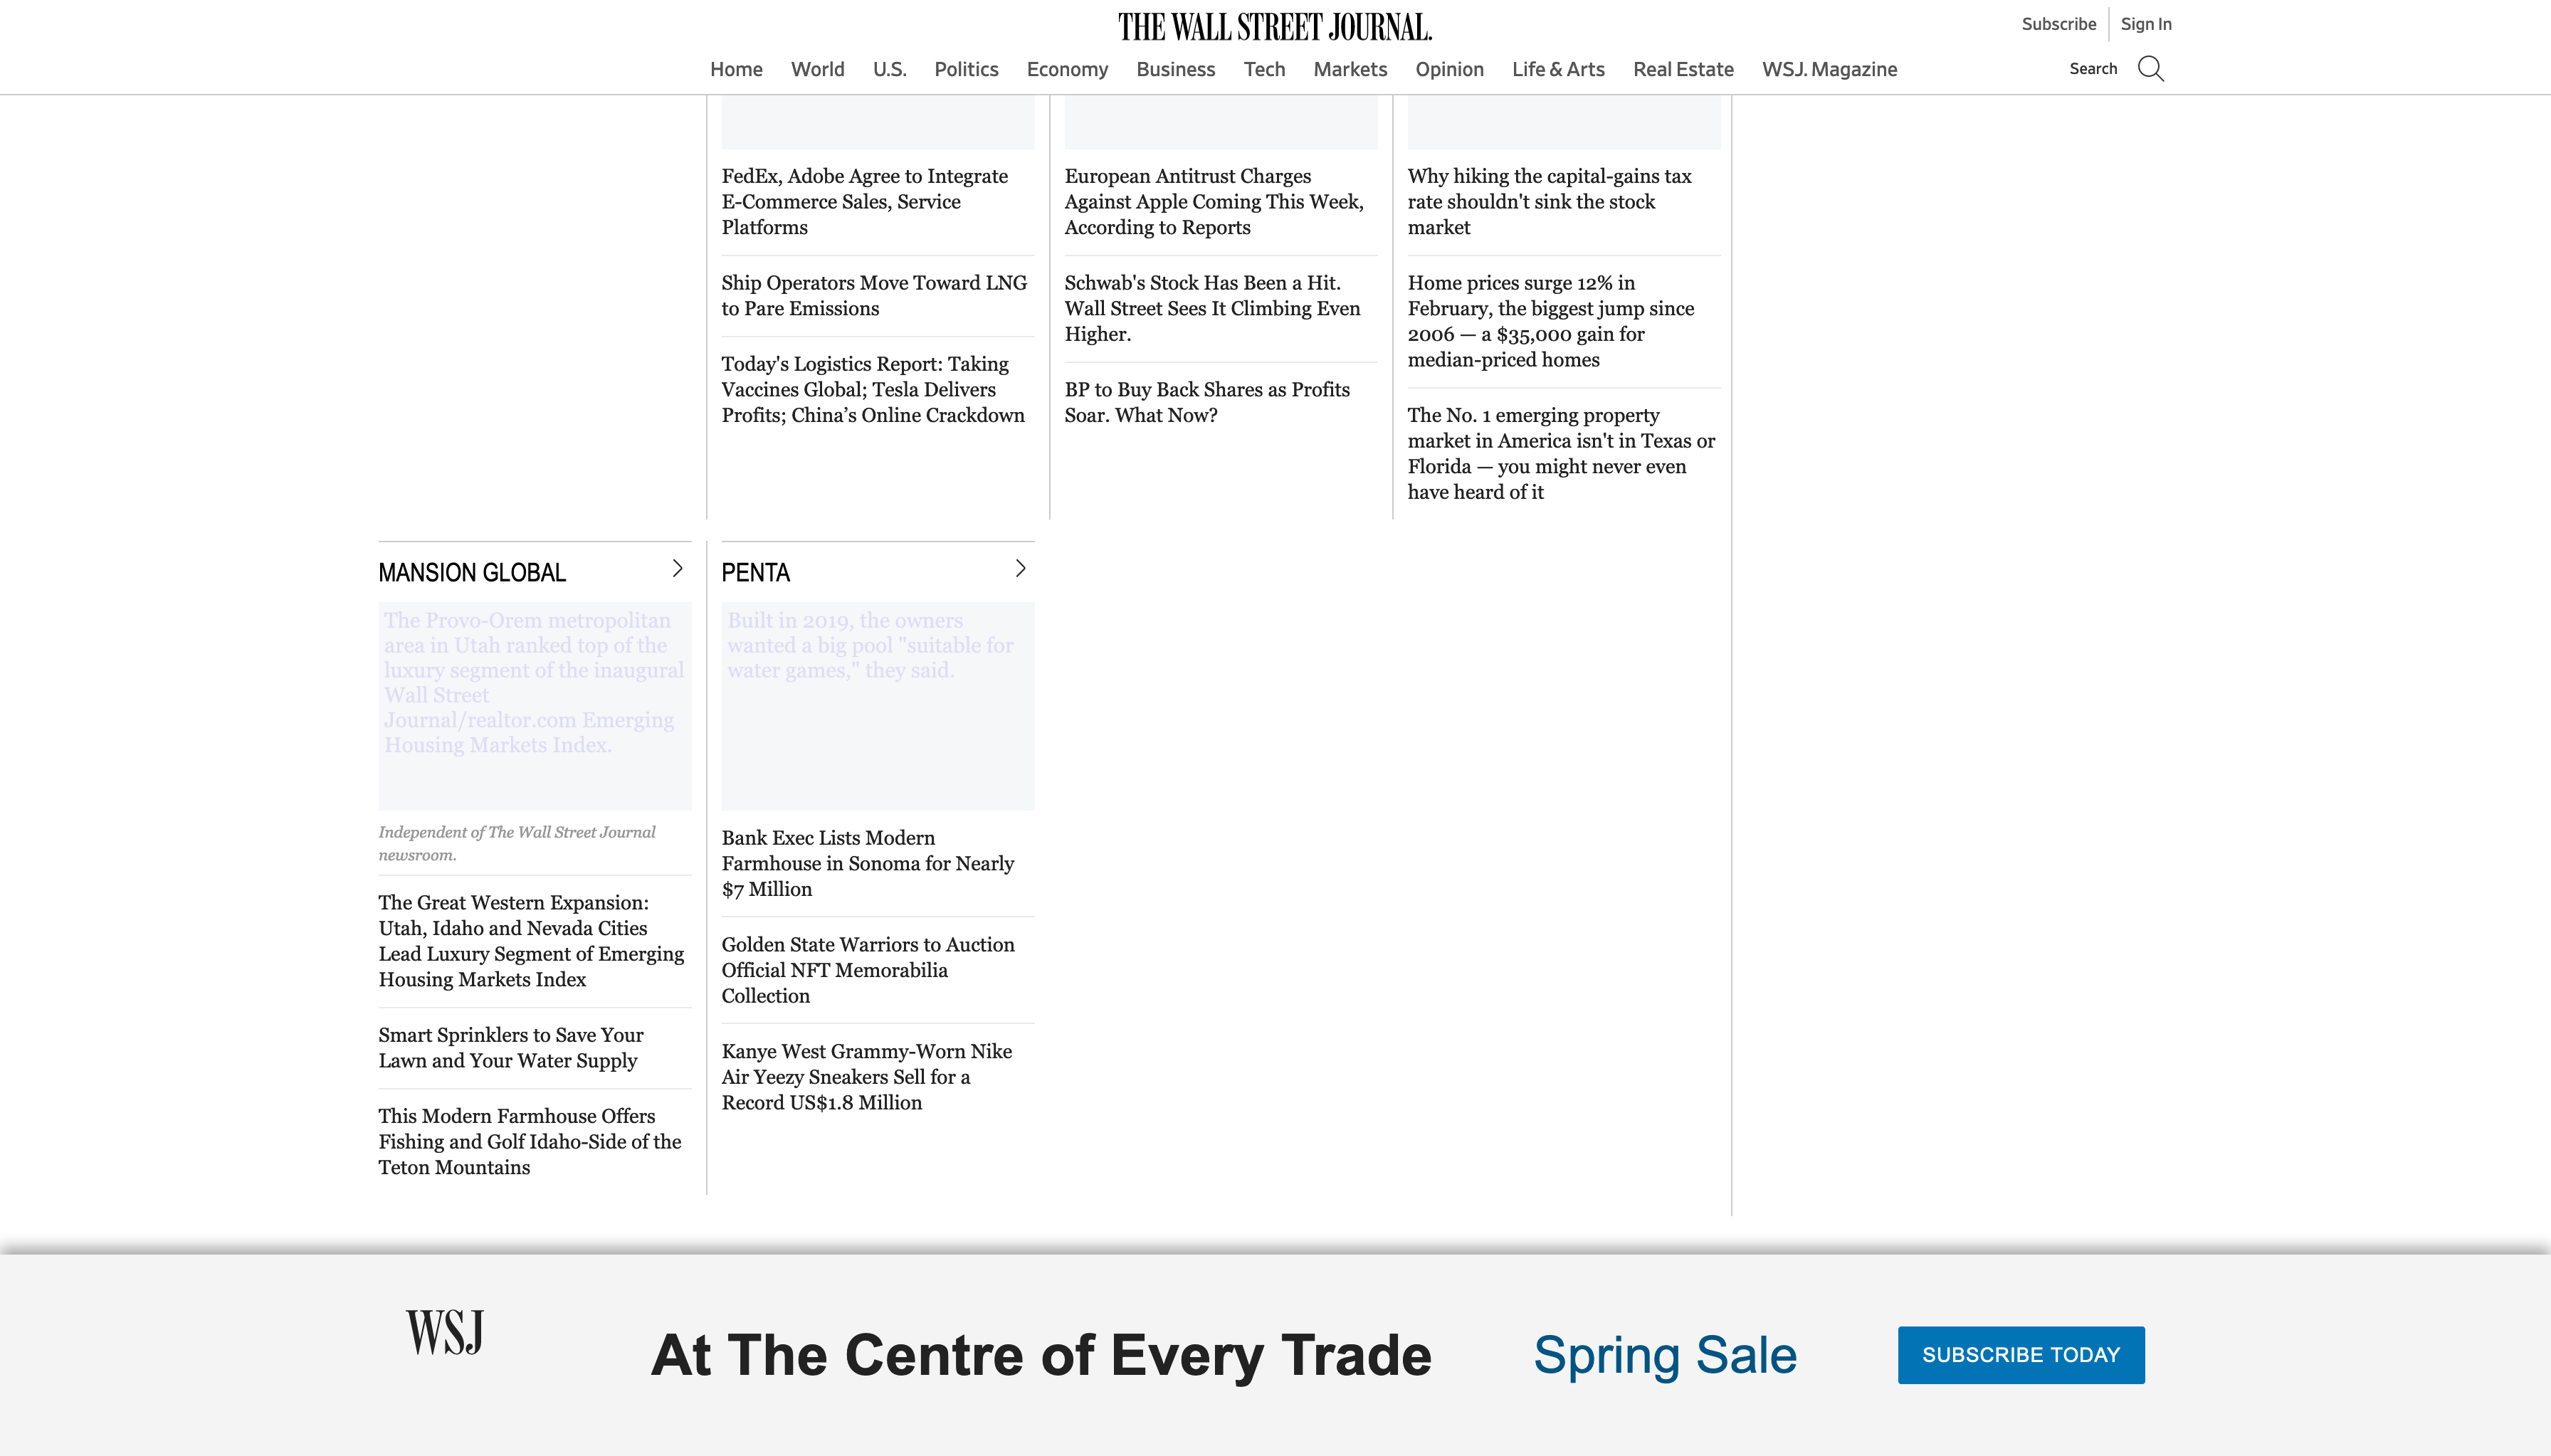 THE WALL STREET JOURNAL.
Subscribe
Sign In
Home World U.S. Politics Economy Business Tech Markets Opinion Life & Arts Real Estate WSJ. Magazine
Search
FedEx, Adobe Agree to Integrate
E-Commerce Sales, Service
Platforms
Ship Operators Move Toward LNG
to Pare Emissions
Today's Logistics Report: Taking
Vaccines Global; Tesla Delivers
Profits; China’s Online Crackdown
European Antitrust Charges
Against Apple Coming This Week,
According to Reports
Schwab's Stock Has Been a Hit.
Wall Street Sees It Climbing Even
Higher.
BP to Buy Back Shares as Profits
Soar. What Now?
Why hiking the capital-gains tax
rate shouldn't sink the stock
market
Home prices surge 12% in
February, the biggest jump since
2006 — a $35,000 gain for
median-priced homes
The No. 1 emerging property
market in America isn't in Texas or
Florida — you might never even
have heard of it
MANSION GLOBAL
The Provo-Orem metropolitan
area in Utah ranked top of the
luxury segment of the inaugural
Wall Street
Journal/realtor.com Emerging
Housing Markets Index.
Independent of The Wall Street Journal
newsroom.
The Great Western Expansion:
Utah, Idaho and Nevada Cities
Lead Luxury Segment of Emerging
Housing Markets Index
Smart Sprinklers to Save Your
Lawn and Your Water Supply
This Modern Farmhouse Offers
Fishing and Golf Idaho-Side of the
Teton Mountains
PENTA
Built in 2019, the owners
wanted a big pool "suitable for
water games," they said.
Bank Exec Lists Modern
Farmhouse in Sonoma for Nearly
$7 Million
Golden State Warriors to Auction
Official NFT Memorabilia
Collection
Kanye West Grammy-Worn Nike
Air Yeezy Sneakers Sell for a
Record US$1.8 Million
WSJ
At The Centre of Every Trade
Spring Sale
SUBSCRIBE TODAY